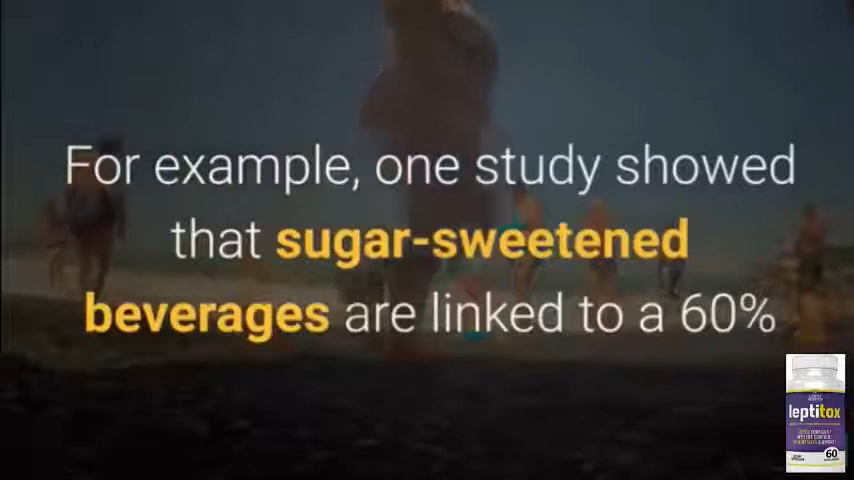 For example, one study showed
that sugar-sweetened
beverages are linked to a 60%
leptitox
60